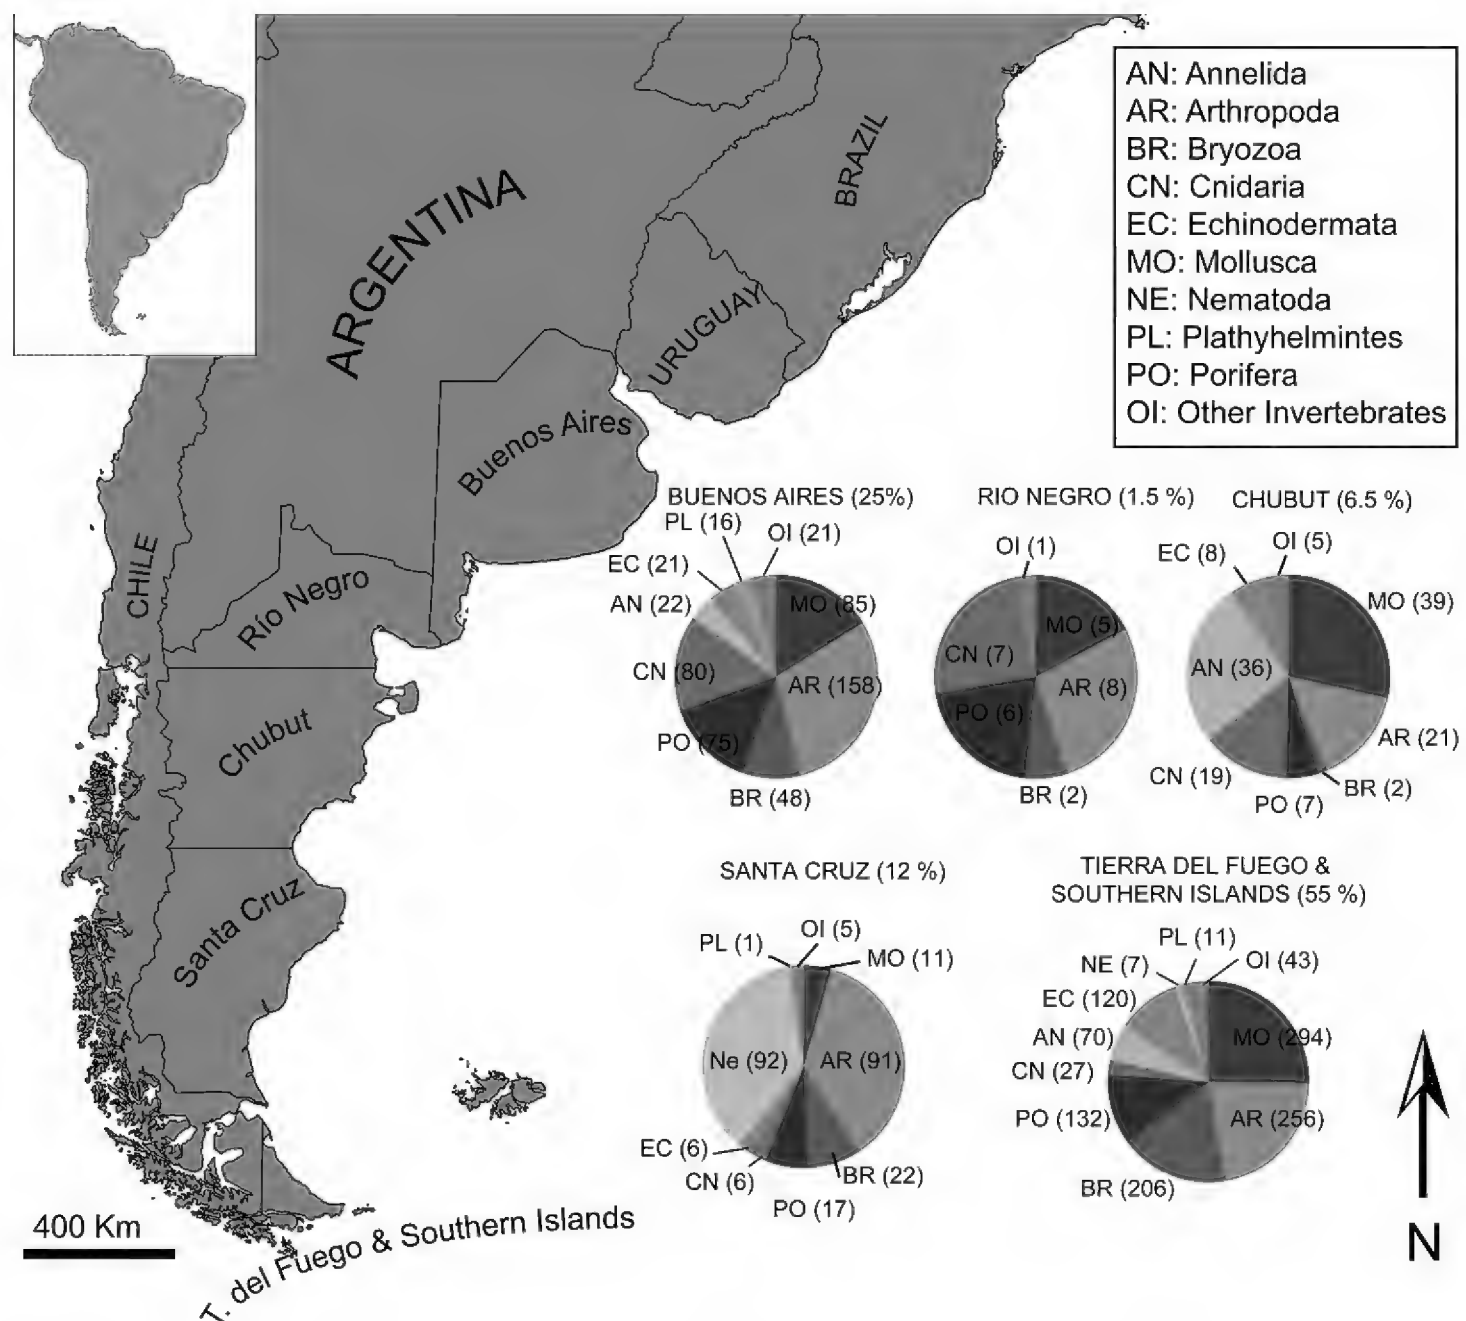 AN: Annelida
AR: Arthropoda
BR: Bryozoa
CN: Cnidaria
EC: Echinodermata
MO: Mollusca
NE: Nematoda
PL: Plathyhelmintes
PO: Porifera
OI: Other Invertebrates
ARGENTINA
BRAZIL
URUGUAY
CHILE
Buenos Aires
Río Negro
Chubut
Santa Cruz
T. del Fuego & Southern Islands
400 Km
N
BUENOS AIRES (25%)
PL (16)
OI (21)
EC (21)
AN (22)
MO (85)
CN (80)
AR (158)
PO (75)
BR (48)
RIO NEGRO (1.5 %)
OI (1)
MO (5)
CN (7)
AR (8)
PO (6)
BR (2)
CHUBUT (6.5 %)
OI (5)
EC (8)
MO (39)
AN (36)
AR (21)
CN (19)
BR (2)
PO (7)
SANTA CRUZ (12 %)
OI (5)
PL (1)
MO (11)
Ne (92)
AR (91)
EC (6)
CN (6)
BR (22)
PO (17)
TIERRA DEL FUEGO &
SOUTHERN ISLANDS (55 %)
PL (11)
NE (7)
OI (43)
EC (120)
AN (70)
MO (294)
CN (27)
PO (132)
AR (256)
BR (206)